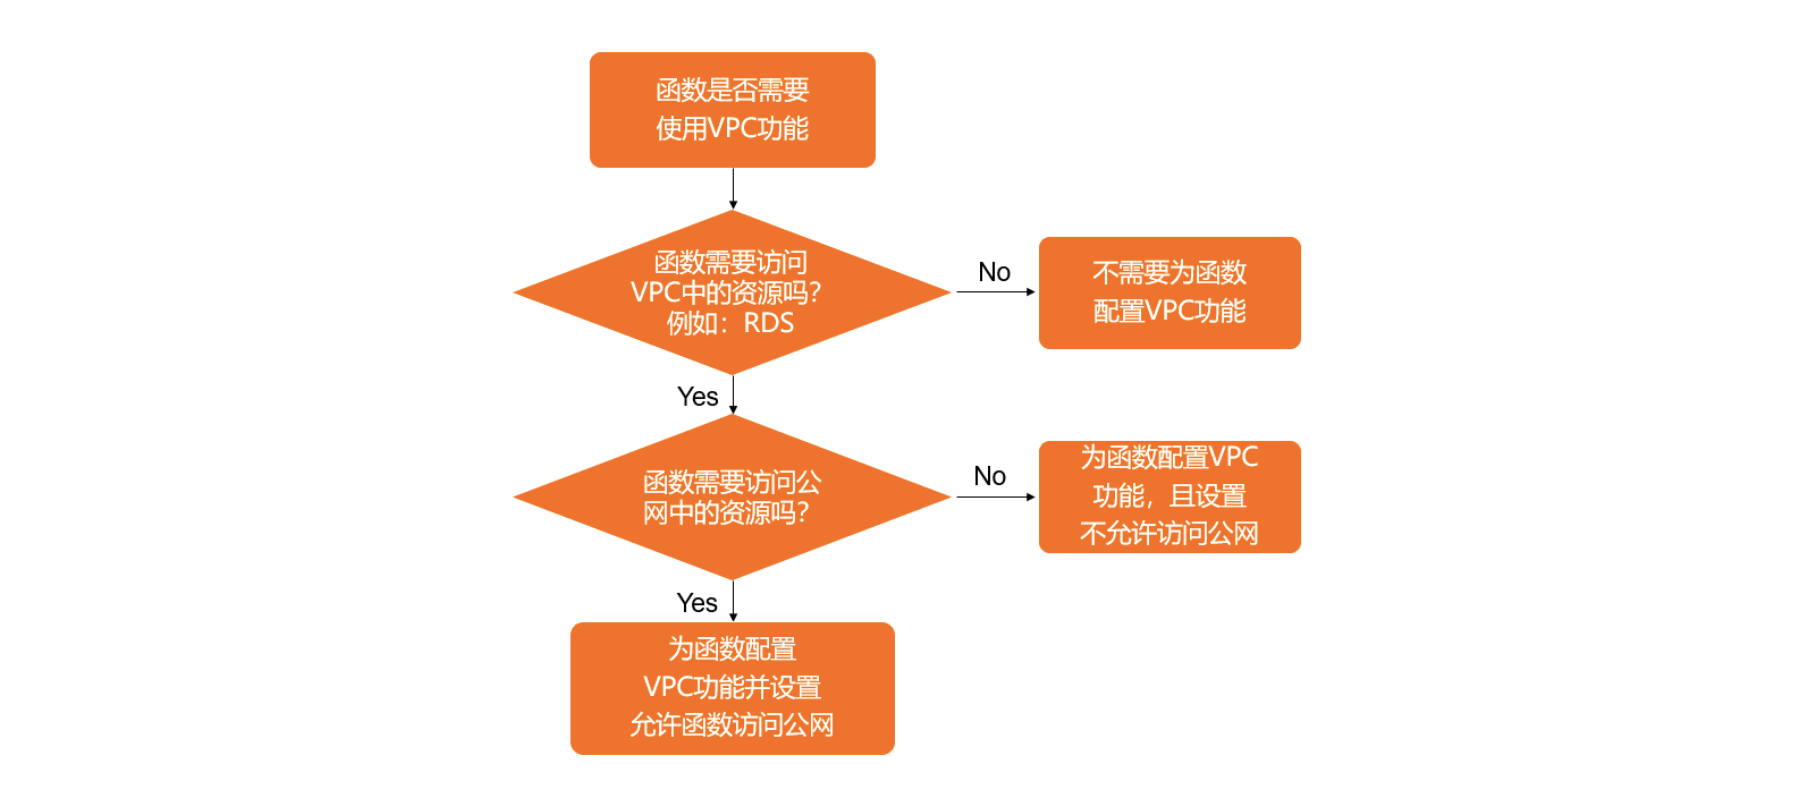 函数是否需要
使用VPC功能
函数需要访问
VPC中的资源吗?
例如：RDS
No
不需要为函数
配置VPC功能
Yes
函数需要访问公
网中的资源吗?
No
为函数配置VPC
功能，且设置
不允许访问公网
Yes
为函数配置
VPC功能并设置
允许函数访问公网